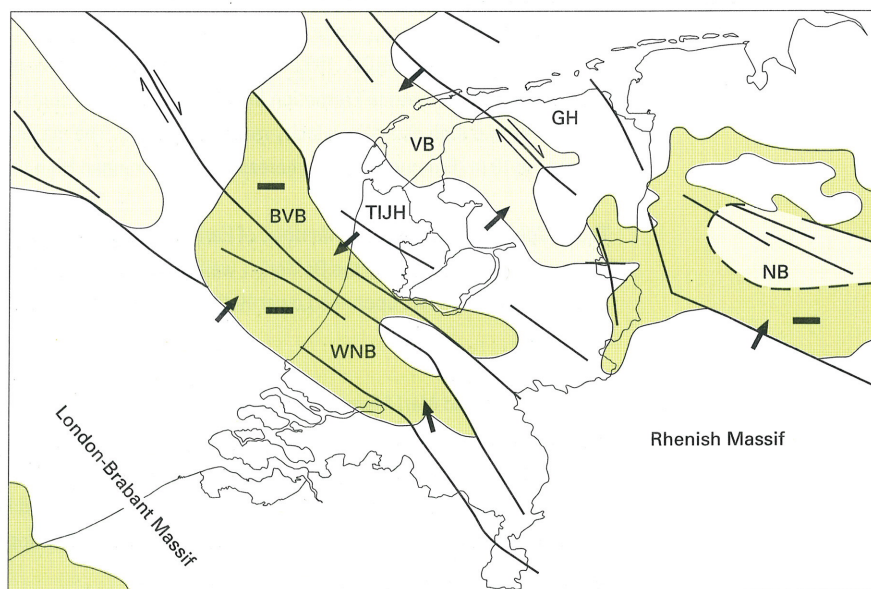 GH
VB
TIJH
BVB
NB
WNB
Rhenish Massif
London-Brabant Massif